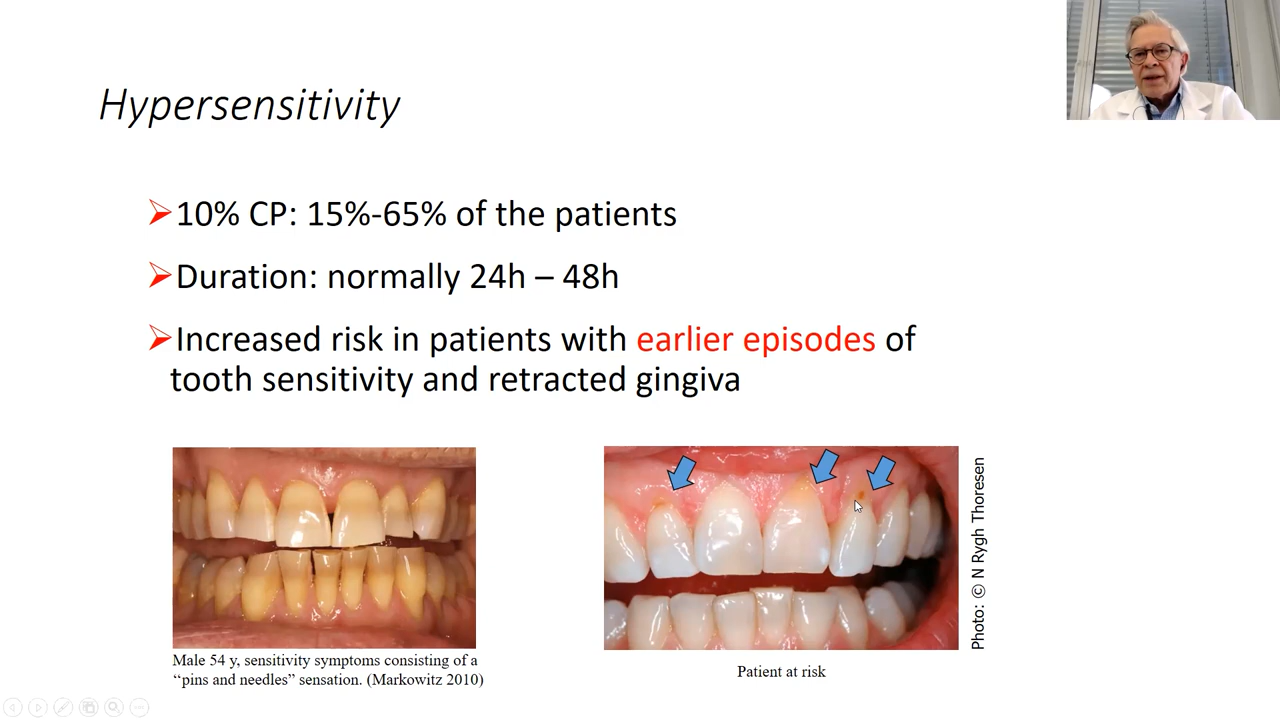 Hypersensitivity
10% CP: 15%-65% of the patients
Duration: normally 24h – 48h
Increased risk in patients with earlier episodes of
tooth sensitivity and retracted gingiva
Male 54 y, sensitivity symptoms consisting of a
“pins and needles” sensation. (Markowitz 2010)
Patient at risk
Photo: © N Rygh Thoresen